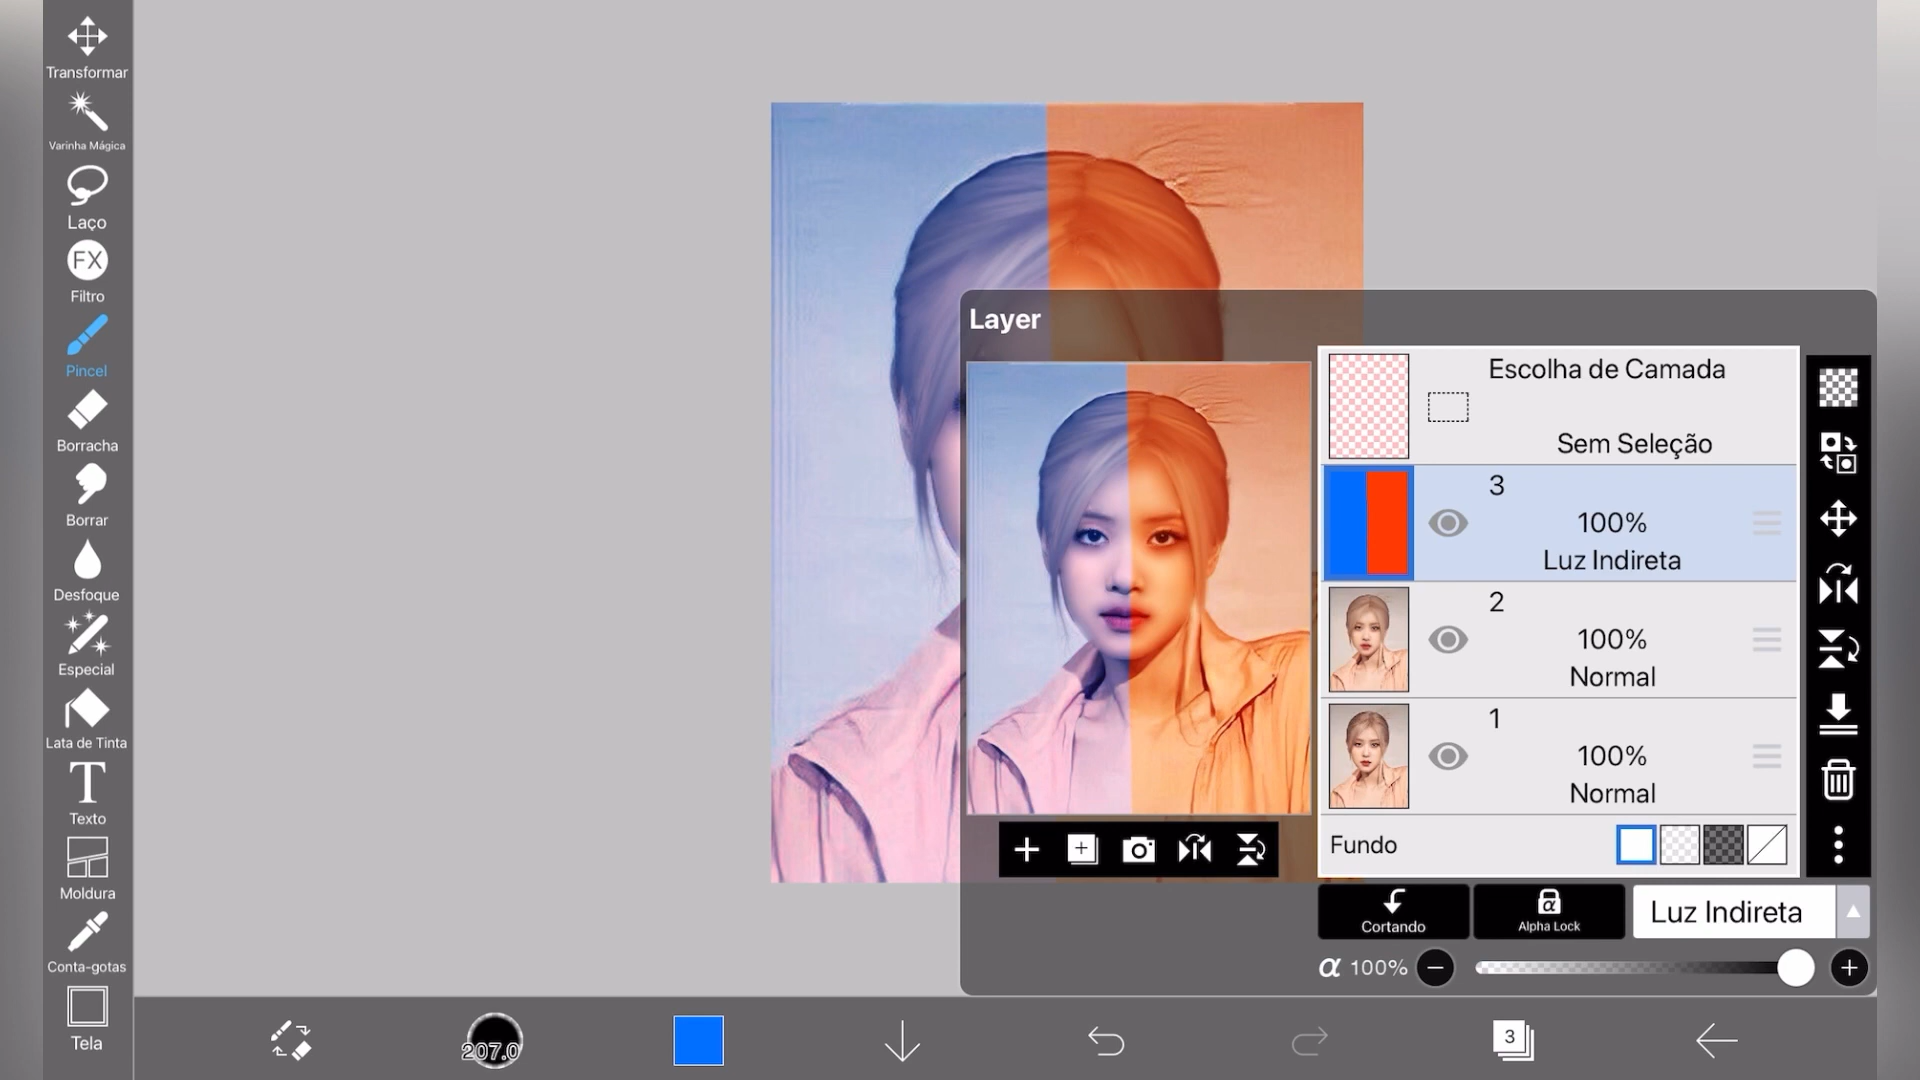 Transformar
Varinha Mágica
Laço
FX
Filtro
Pincel
Borracha
Borrar
Desfoque
Especial
Lata de Tinta
T
Texto
Moldura
Conta-gotas
Tela
Layer
Escolha de Camada
Sem Seleção
3
100%
Luz Indireta
2
100%
Normal
1
100%
Normal
Fundo
Cortando
α
Alpha Lock
Luz Indireta
α 100%
207.0
3